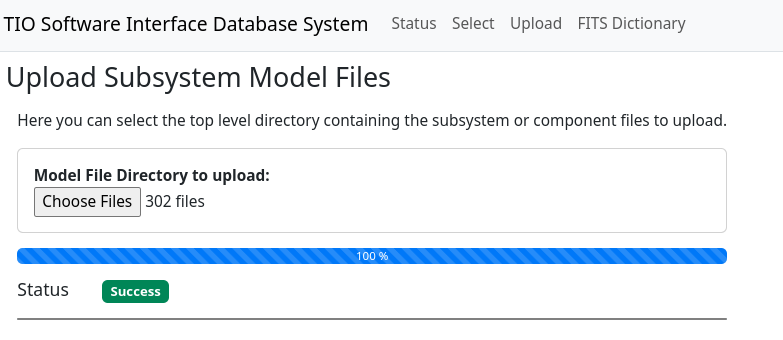 TIO Software Interface Database System Status Select Upload FITS Dictionary
Upload Subsystem Model Files
Here you can select the top level directory containing the subsystem or component files to upload.
Model File Directory to upload:
Choose Files 302 files
100 %
Status Success